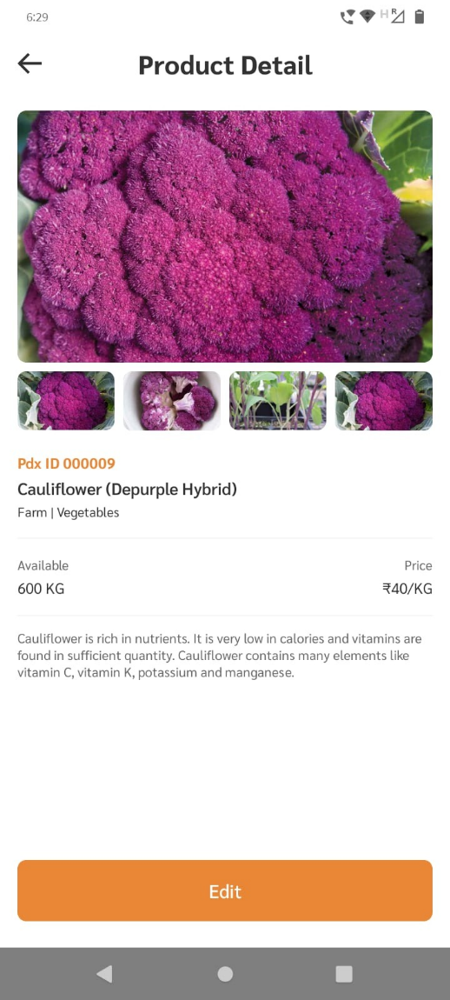 6:29
H R
Product Detail
Pdx ID 000009
Cauliflower (Depurple Hybrid)
Farm | Vegetables
Available
Price
600 KG
₹40/KG
Cauliflower is rich in nutrients. It is very low in calories and vitamins are
found in sufficient quantity. Cauliflower contains many elements like
vitamin C, vitamin K, potassium and manganese.
Edit